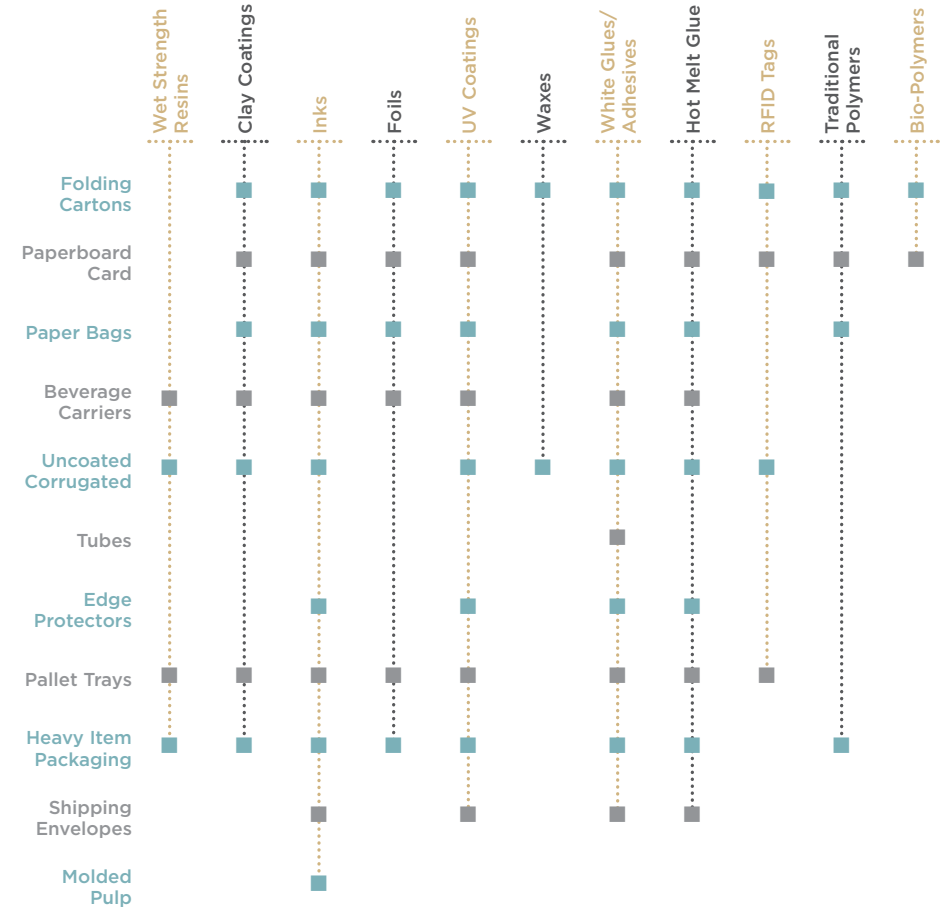 Wet Strength
Resins
Clay Coatings
Inks
Foils
UV Coatings
Waxes
White Glues/
Adhesives
Hot Melt Glue
RFID Tags
Traditional
Polymers
Bio-Polymers
Folding
Cartons
Paperboard
Card
Paper Bags
Beverage
Carriers
Uncoated
Corrugated
Tubes
Edge
Protectors
Pallet Trays
Heavy Item
Packaging
Shipping
Envelopes
Molded
Pulp